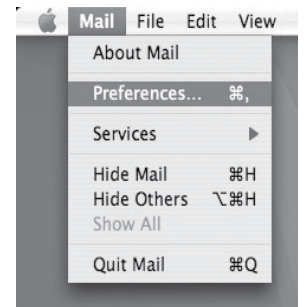 Mail File Edit View
About Mail
Preferences... ⌘,
Services
Hide Mail ⌘H
Hide Others ⌥⌘H
Show All
Quit Mail ⌘Q